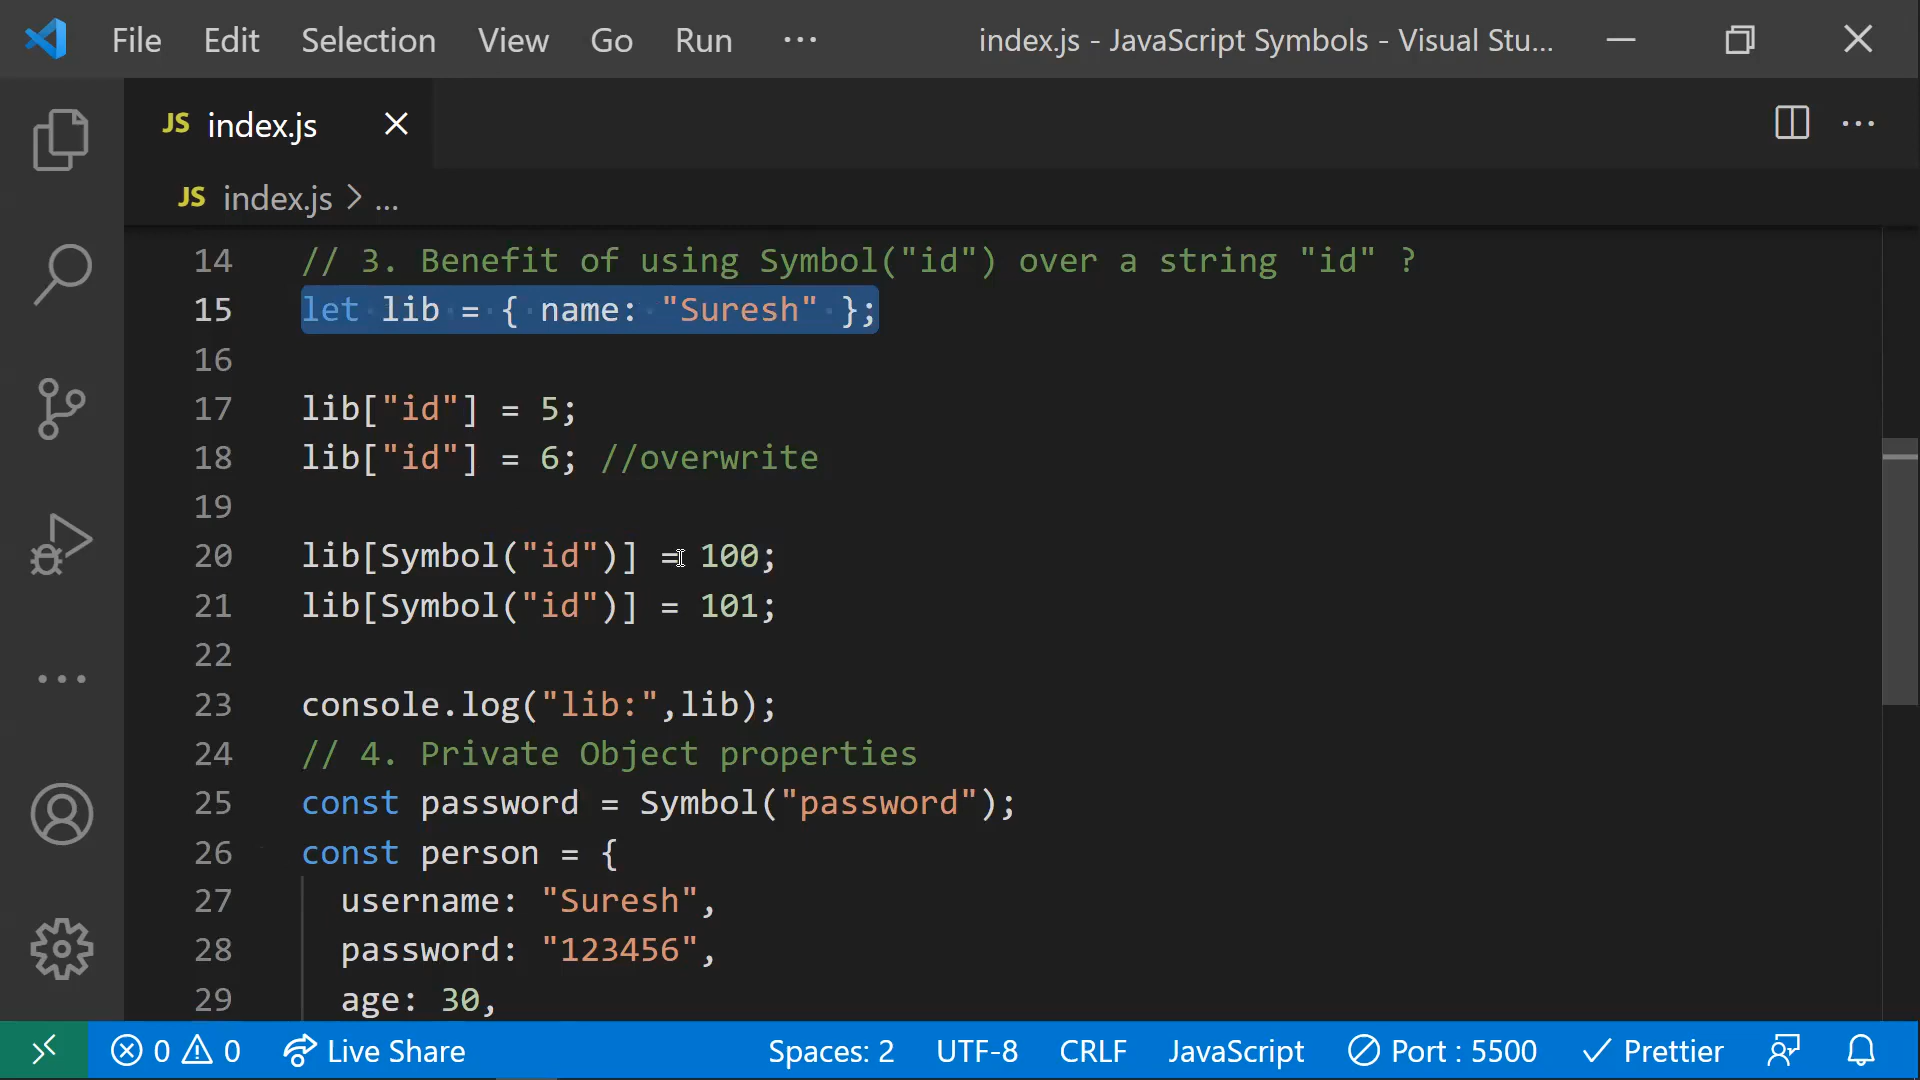 File Edit Selection View Go Run ··· index.js - JavaScript Symbols - Visual Stu...
JS index.js
JS index.js > ...
14 // 3. Benefit of using Symbol("id") over a string "id" ?
15 let lib = { name: "Suresh" };
16
17 lib["id"] = 5;
18 lib["id"] = 6; //overwrite
19
20 lib[Symbol("id")] = 100;
21 lib[Symbol("id")] = 101;
22
23 console.log("lib:",lib);
24 // 4. Private Object properties
25 const password = Symbol("password");
26 const person = {
27 username: "Suresh",
28 password: "123456",
29 age: 30,
0 0 Live Share Spaces: 2 UTF-8 CRLF JavaScript Port : 5500 Prettier